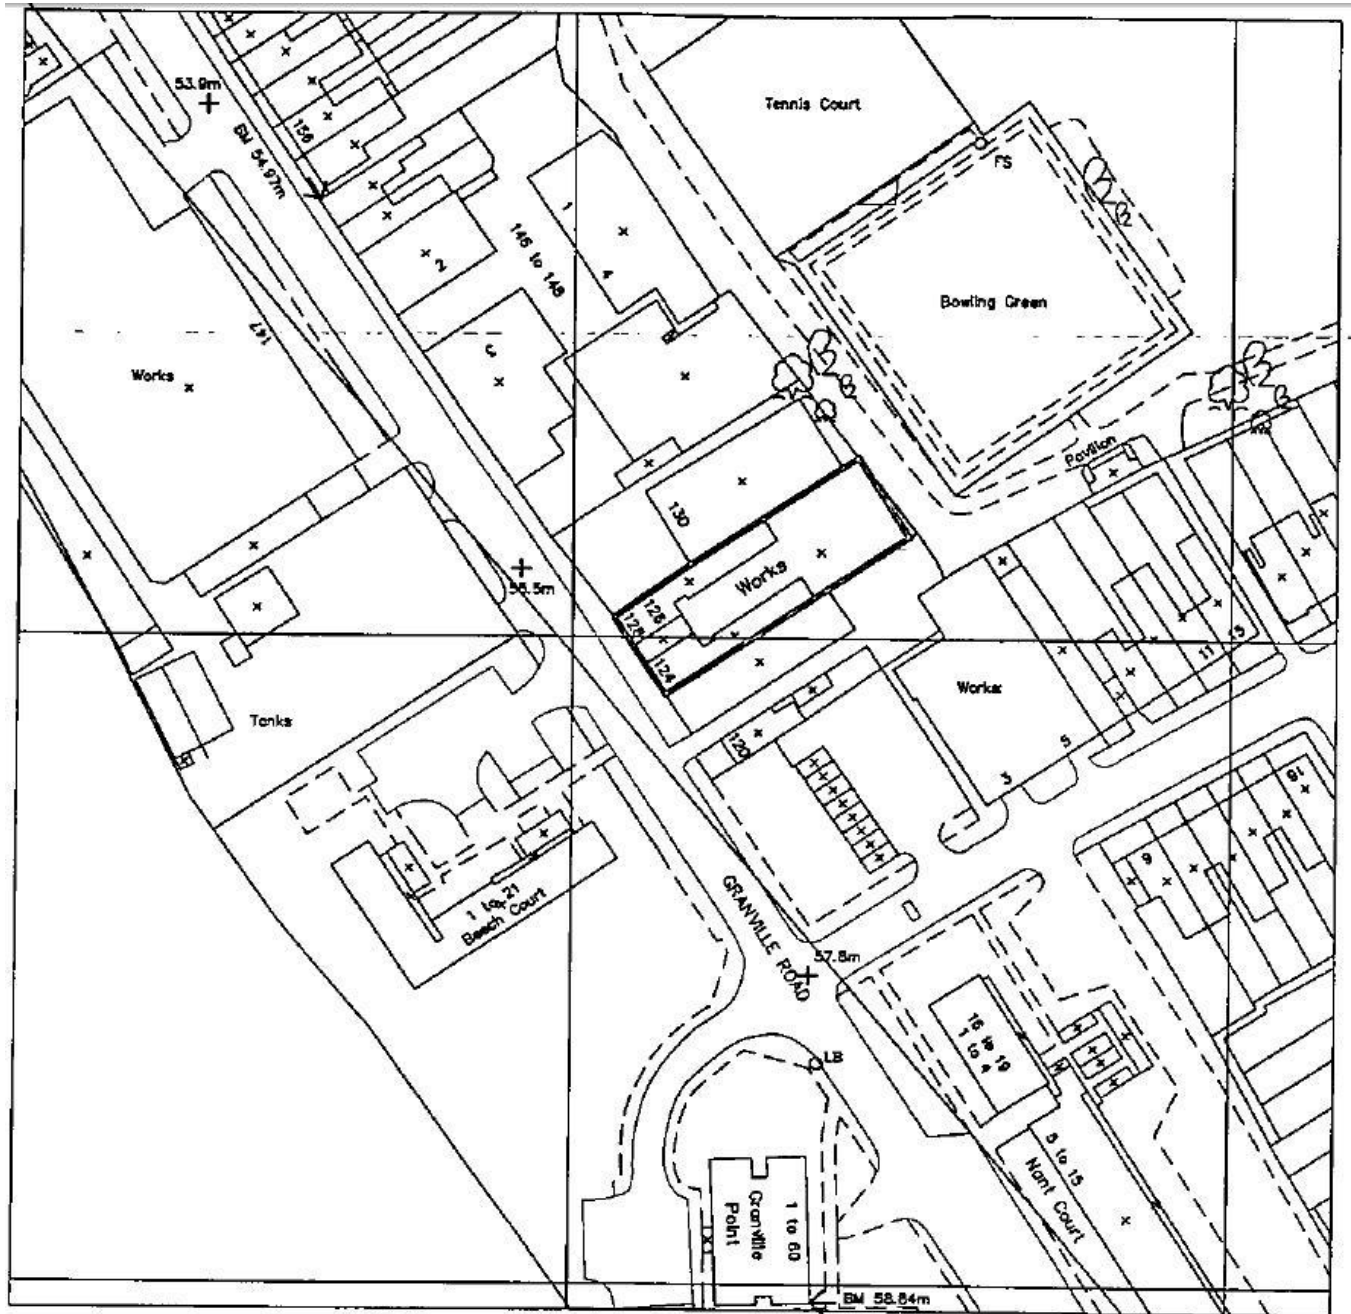 53.9m
BM 54.97m
156
Tennis Court
FS
1
4
2
146 to 148
Bowling Green
147
3
Works
Pavilion
130
Works
56.5m
128
126
124
13
11
Works
Tanks
120
5
3
16
9
1 to 21
Beech Court
GRANVILLE ROAD
57.8m
16 to 19
1 to 4
LB
5 to 15
Nant Court
1 to 60
Granville
Point
BM 58.84m